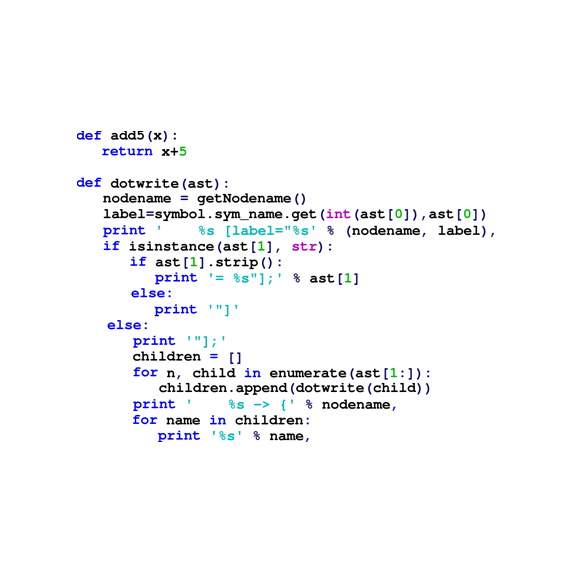 def add5(x):
    return x+5

def dotwrite(ast):
    nodename = getNodename()
    label=symbol.sym_name.get(int(ast[0]),ast[0])
    print '    %s [label="%s' % (nodename, label),
    if isinstance(ast[1], str):
        if ast[1].strip():
            print '= %s"];' % ast[1]
        else:
            print '"]'
    else:
        print '"];'
        children = []
        for n, child in enumerate(ast[1:]):
            children.append(dotwrite(child))
        print '    %s -> {' % nodename,
        for name in children:
            print '%s' % name,